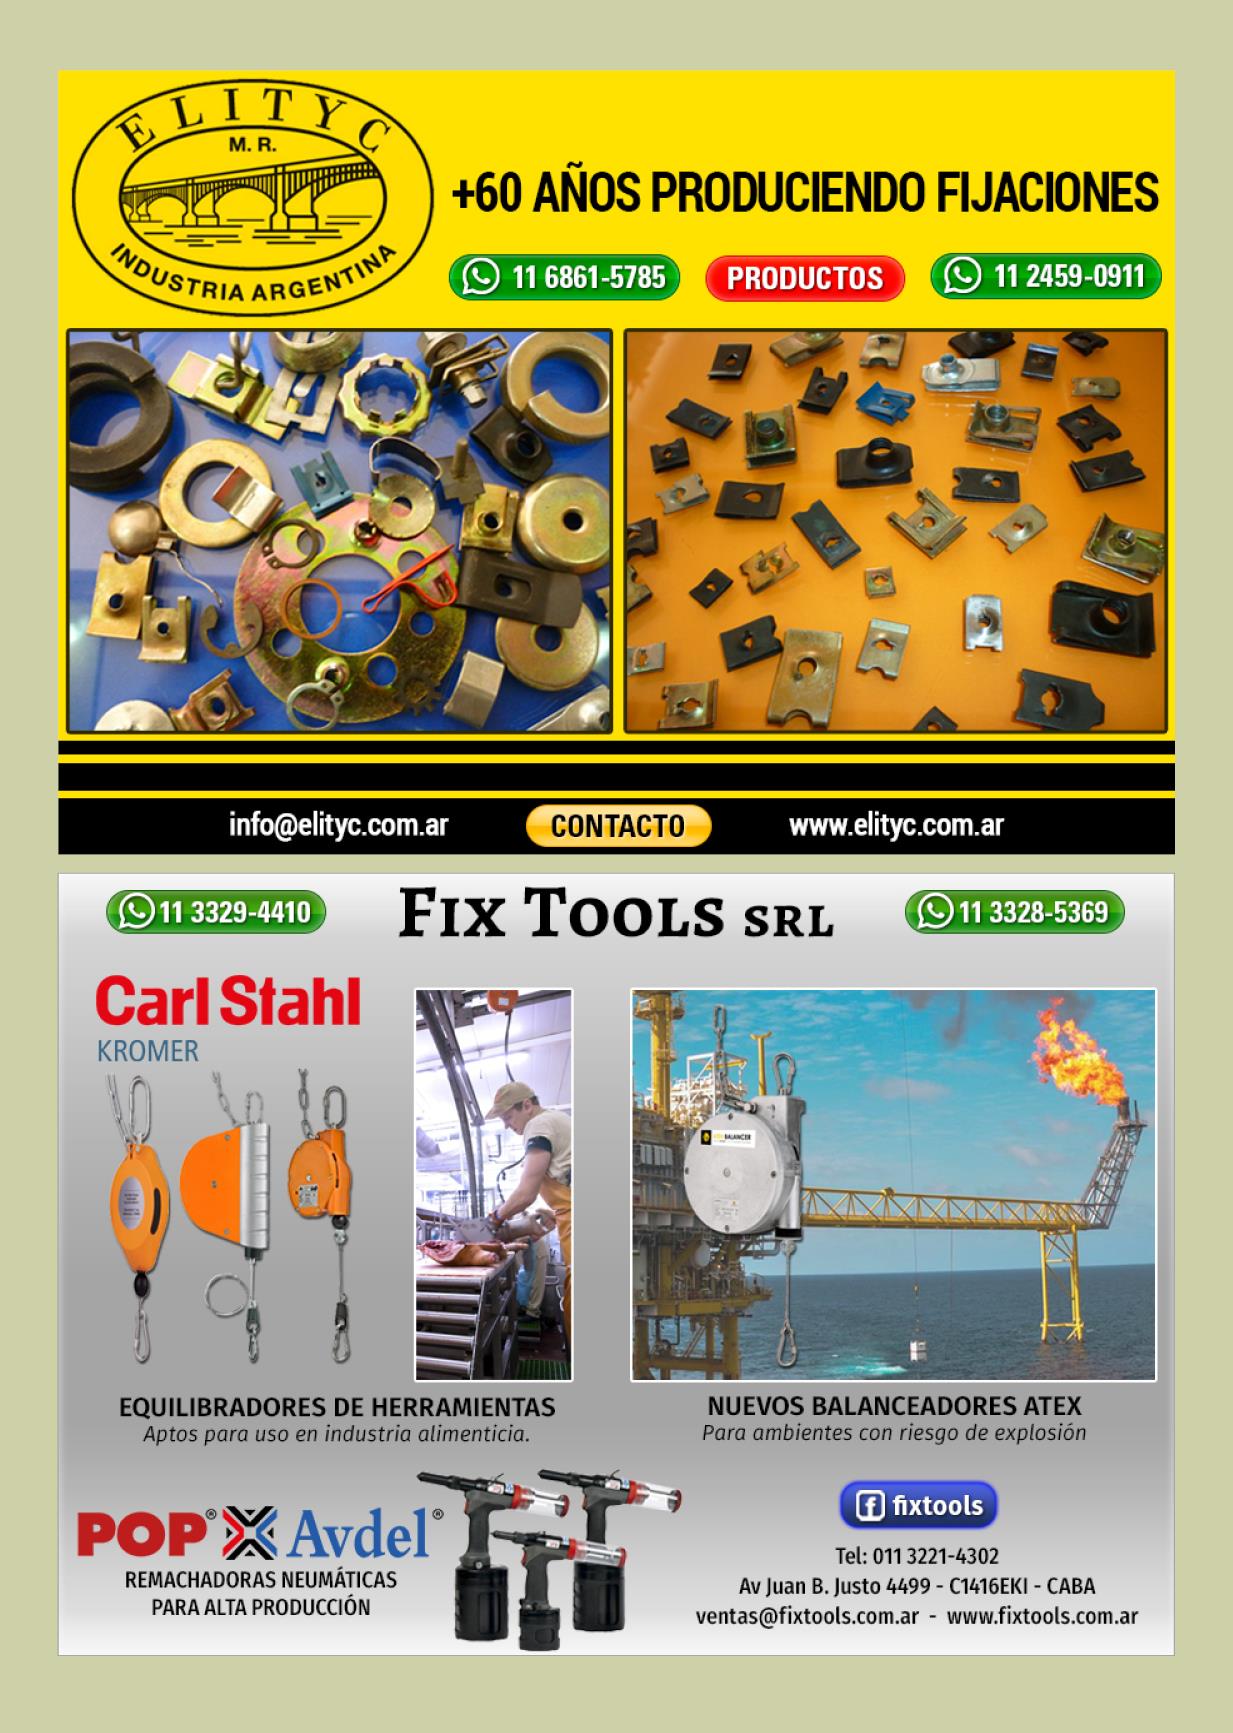 ELITYC
M. R.
INDUSTRIA ARGENTINA
+60 AÑOS PRODUCIENDO FIJACIONES
11 6861-5785
PRODUCTOS
11 2459-0911
info@elityc.com.ar
CONTACTO
www.elityc.com.ar
11 3329-4410
FIX TOOLS SRL
11 3328-5369
Carl Stahl
KROMER
BALANCER
EQUILIBRADORES DE HERRAMIENTAS
Aptos para uso en industria alimenticia.
NUEVOS BALANCEADORES ATEX
Para ambientes con riesgo de explosión
POP® Avdel®
REMACHADORAS NEUMÁTICAS
PARA ALTA PRODUCCIÓN
f fixtools
Tel: 011 3221-4302
Av Juan B. Justo 4499 - C1416EKI - CABA
ventas@fixtools.com.ar - www.fixtools.com.ar